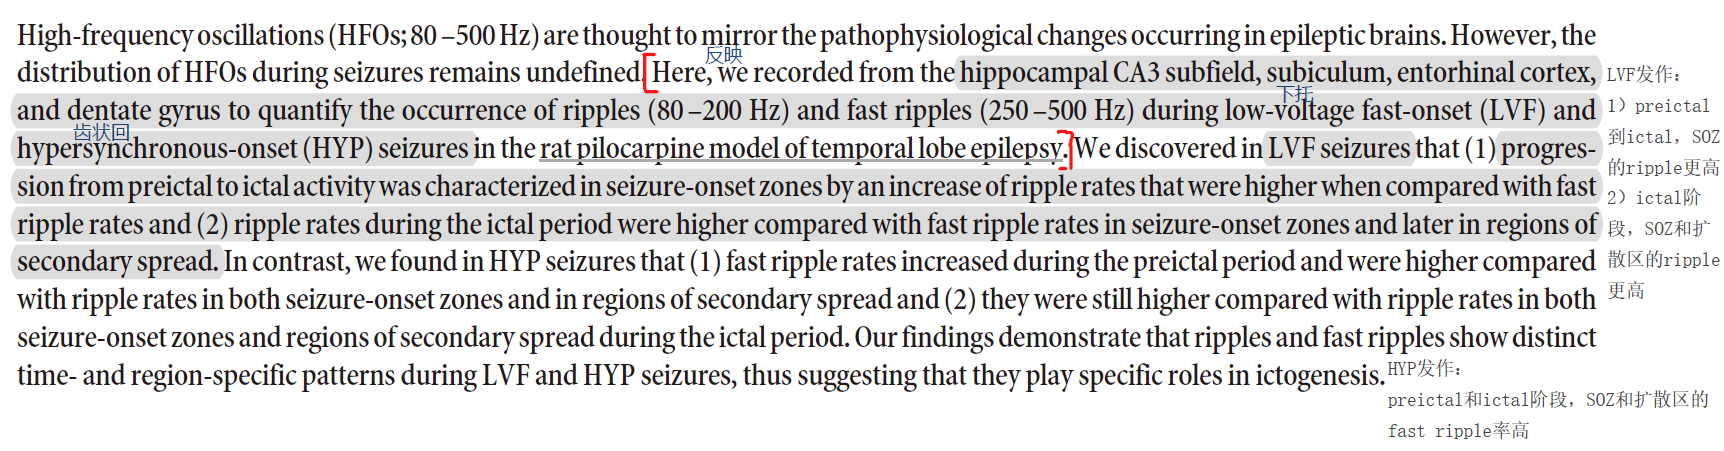 High-frequency oscillations (HFOs; 80–500 Hz) are thought to mirror the pathophysiological changes occurring in epileptic brains. However, the
反映
distribution of HFOs during seizures remains undefined. Here, we recorded from the hippocampal CA3 subfield, subiculum, entorhinal cortex,
下托
and dentate gyrus to quantify the occurrence of ripples (80–200 Hz) and fast ripples (250–500 Hz) during low-voltage fast-onset (LVF) and
齿状回
hypersynchronous-onset (HYP) seizures in the rat pilocarpine model of temporal lobe epilepsy. We discovered in LVF seizures that (1) progres-
sion from preictal to ictal activity was characterized in seizure-onset zones by an increase of ripple rates that were higher when compared with fast
ripple rates and (2) ripple rates during the ictal period were higher compared with fast ripple rates in seizure-onset zones and later in regions of
secondary spread. In contrast, we found in HYP seizures that (1) fast ripple rates increased during the preictal period and were higher compared
with ripple rates in both seizure-onset zones and in regions of secondary spread and (2) they were still higher compared with ripple rates in both
seizure-onset zones and regions of secondary spread during the ictal period. Our findings demonstrate that ripples and fast ripples show distinct
time- and region-specific patterns during LVF and HYP seizures, thus suggesting that they play specific roles in ictogenesis.
LVF发作:
1）preictal
到ictal，SOZ
的ripple更高
2）ictal阶
段，SOZ和扩
散区的ripple
更高
HYP发作:
preictal和ictal阶段，SOZ和扩散区的
fast ripple率高